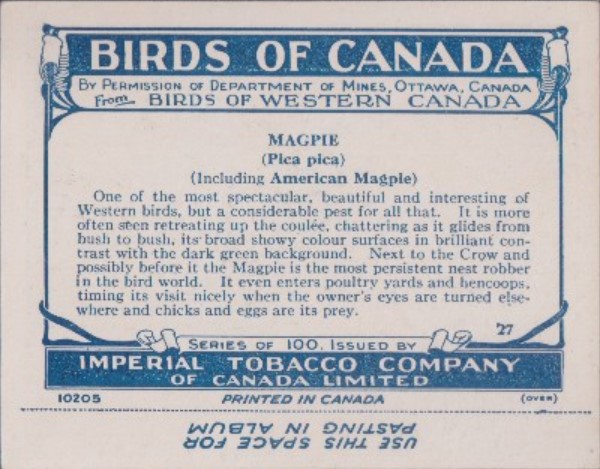 BIRDS OF CANADA
BY PERMISSION OF DEPARTMENT OF MINES, OTTAWA, CANADA
From BIRDS OF WESTERN CANADA
MAGPIE
(Pica pica)
(Including American Magpie)
One of the most spectacular, beautiful and interesting of
Western birds, but a considerable pest for all that. It is more
often seen retreating up the coulée, chattering as it glides from
bush to bush, its broad showy colour surfaces in brilliant con-
trast with the dark green background. Next to the Crow and
possibly before it the Magpie is the most persistent nest robber
in the bird world. It even enters poultry yards and hencoops,
timing its visit nicely when the owner's eyes are turned else-
where and chicks and eggs are its prey.
27
SERIES OF 100. ISSUED BY
IMPERIAL TOBACCO COMPANY
OF CANADA LIMITED
10205 PRINTED IN CANADA (OVER)
USE THIS SPACE FOR
PASTING IN ALBUM